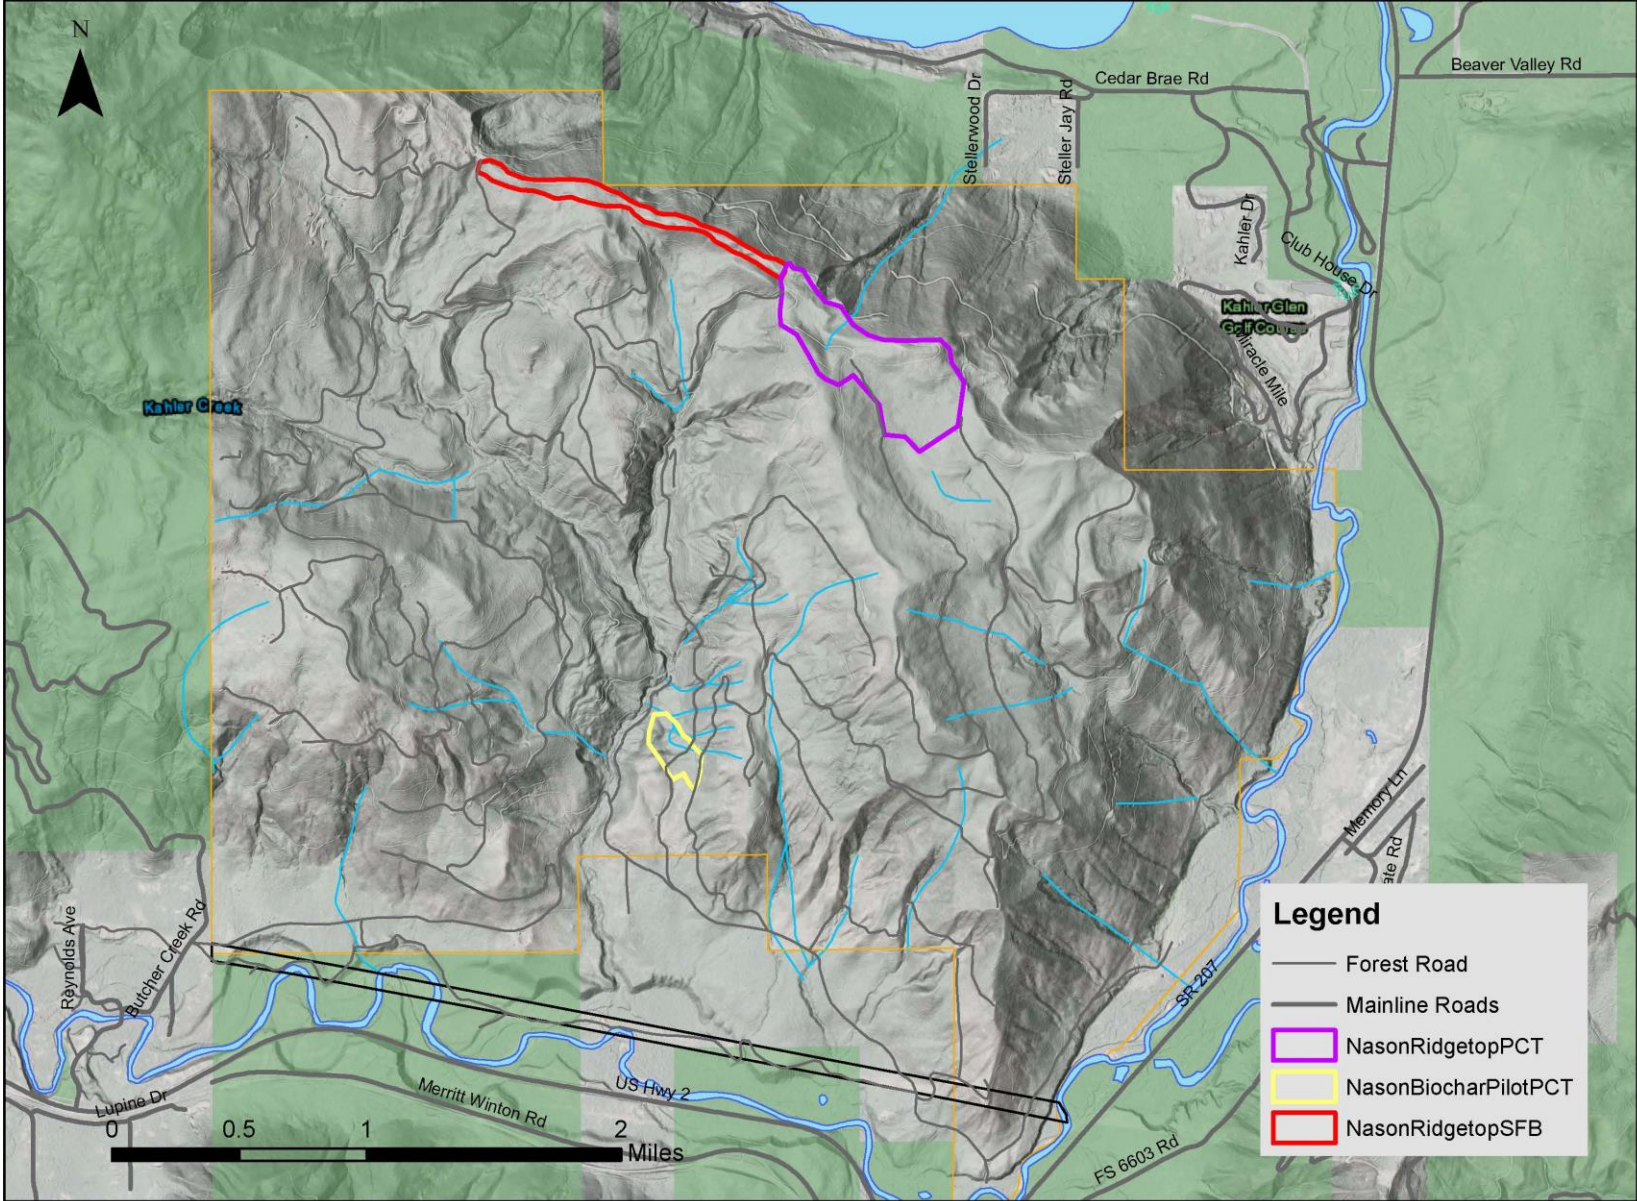 N
Beaver Valley Rd
Cedar Brae Rd
Stellerwood Dr
Steller Jay Rd
Kahler Dr
Club House Dr
Kahler Glen
Golf Course
Miracle Mile
Kahler Creek
Memory Ln
ate Rd
Reynolds Ave
Butcher Creek Rd
SR 207
Legend
Forest Road
Mainline Roads
NasonRidgetopPCT
NasonBiocharPilotPCT
NasonRidgetopSFB
Lupine Dr
Merritt Winton Rd
US Hwy 2
FS 6603 Rd
0 0.5 1 2
Miles